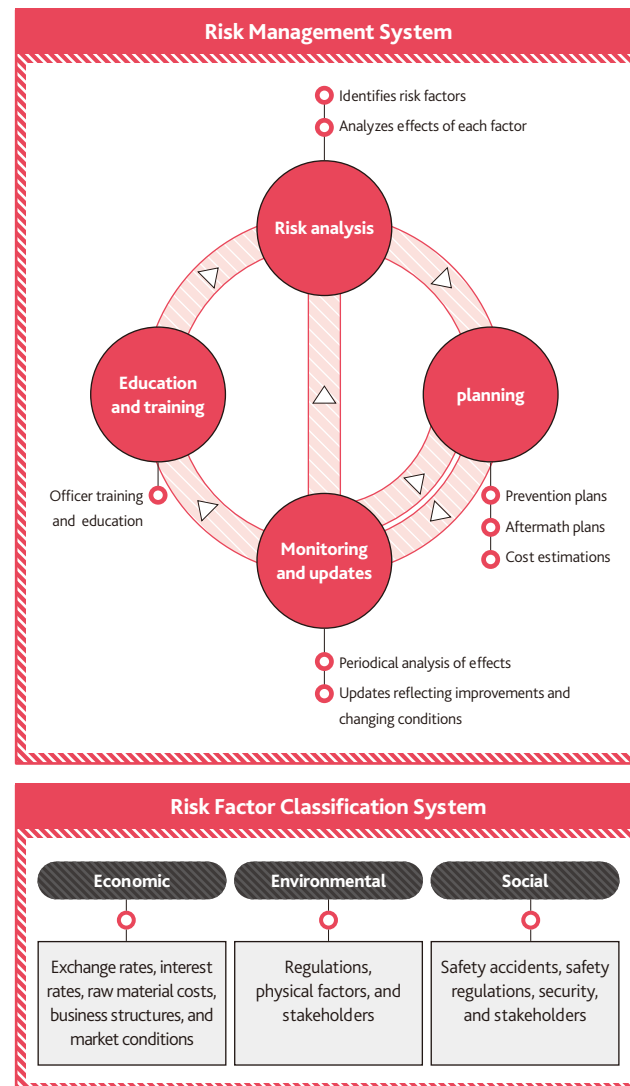 Risk Management System
Identifies risk factors
Analyzes effects of each factor
Risk analysis
Education
and training
planning
Officer training
and education
Prevention plans
Aftermath plans
Cost estimations
Monitoring
and updates
Periodical analysis of effects
Updates reflecting improvements and
changing conditions
Risk Factor Classification System
Economic
Environmental
Social
Exchange rates, interest
rates, raw material costs,
business structures, and
market conditions
Regulations,
physical factors, and
stakeholders
Safety accidents, safety
regulations, security,
and stakeholders